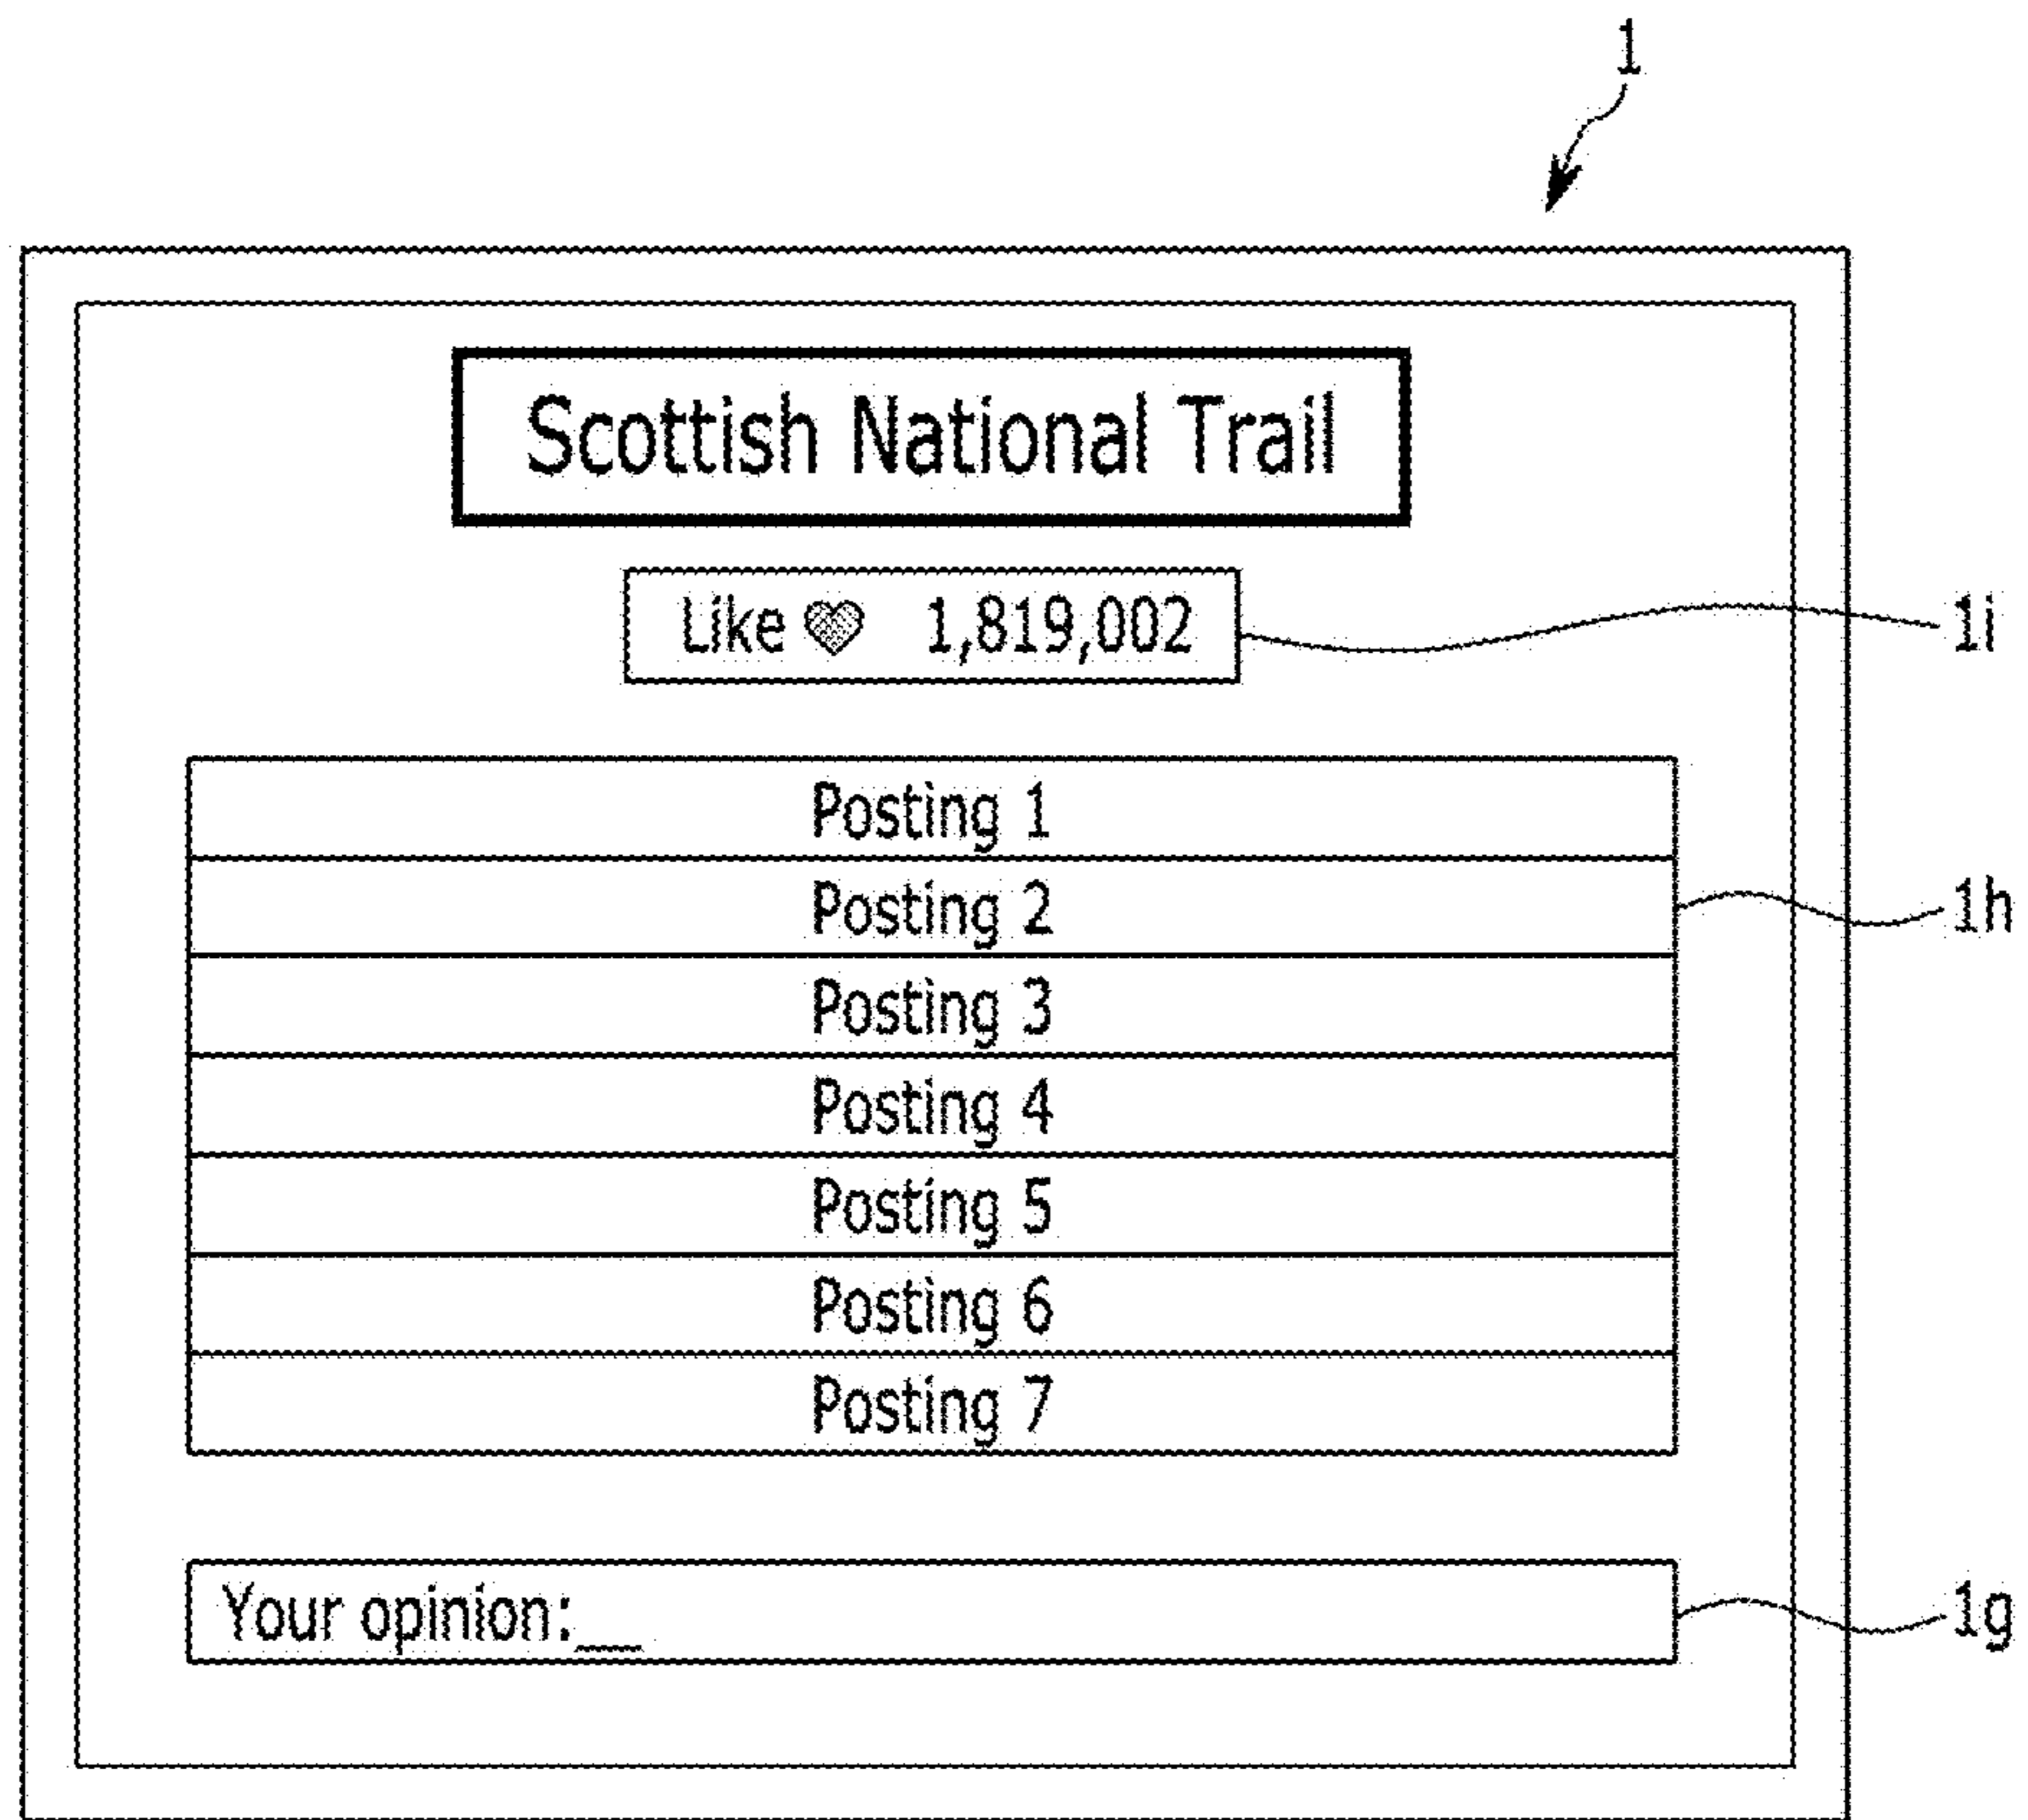 1
Scottish National Trail
Like 1,819,002
1i
Posting 1
Posting 2
1h
Posting 3
Posting 4
Posting 5
Posting 6
Posting 7
Your opinion:__
1g